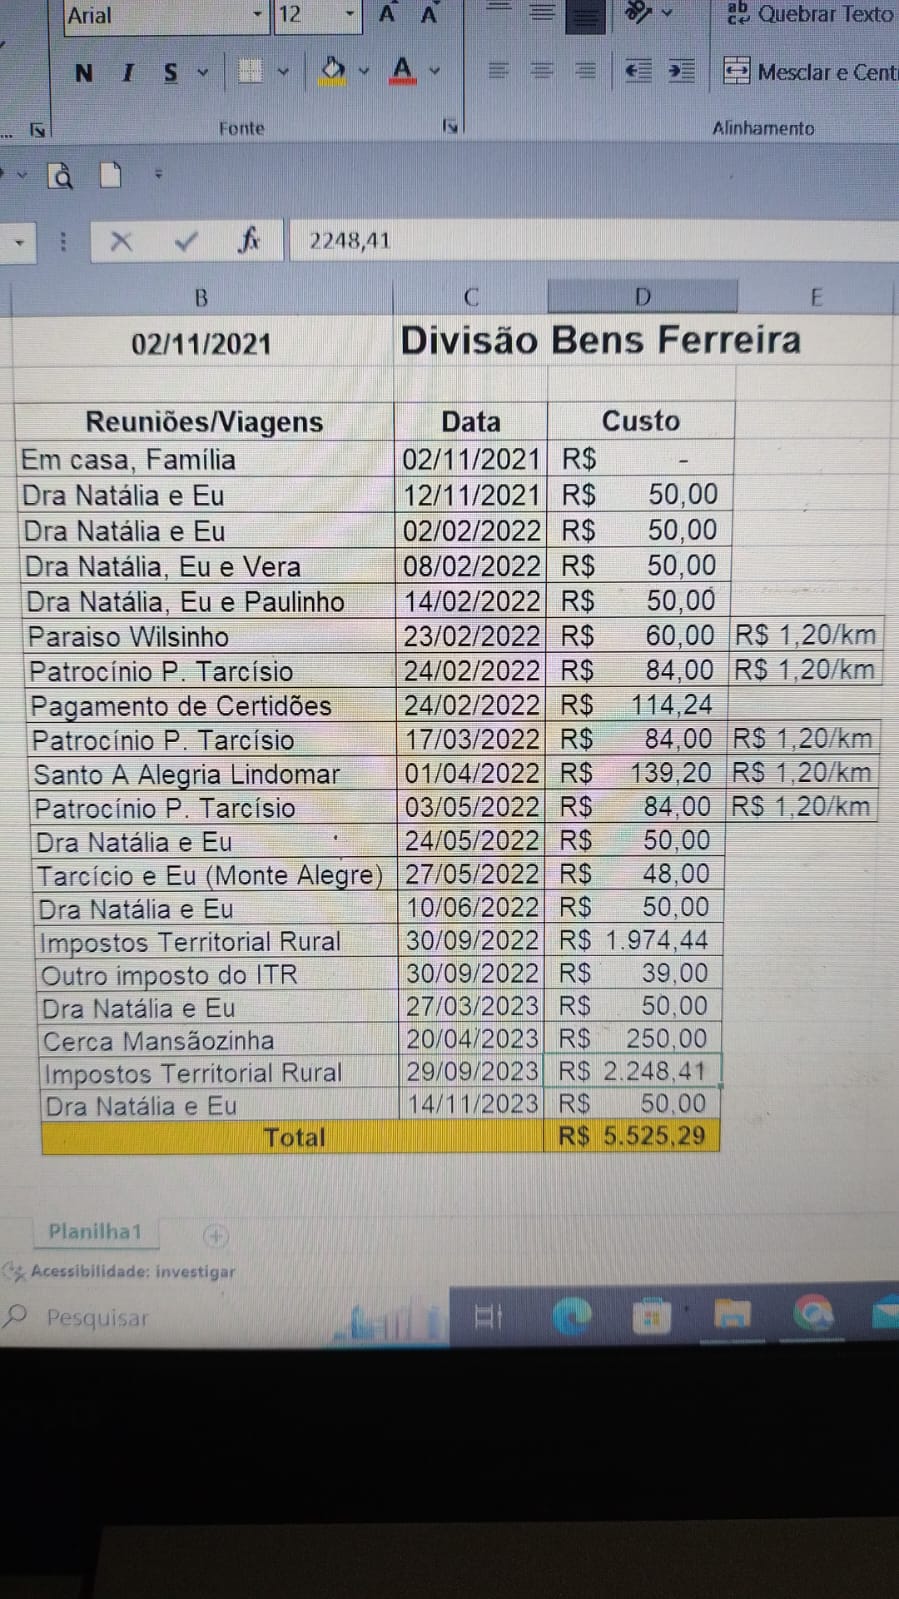 Arial 12 A A ab Quebrar Texto
N I S A Mesclar e Cent
... Fonte Alinhamento
fx 2248,41
B C D E
02/11/2021 Divisão Bens Ferreira
Reuniões/Viagens Data Custo
Em casa, Família 02/11/2021 R$ -
Dra Natália e Eu 12/11/2021 R$ 50,00
Dra Natália e Eu 02/02/2022 R$ 50,00
Dra Natália, Eu e Vera 08/02/2022 R$ 50,00
Dra Natália, Eu e Paulinho 14/02/2022 R$ 50,00
Paraiso Wilsinho 23/02/2022 R$ 60,00 R$ 1,20/km
Patrocínio P. Tarcísio 24/02/2022 R$ 84,00 R$ 1,20/km
Pagamento de Certidões 24/02/2022 R$ 114,24
Patrocínio P. Tarcísio 17/03/2022 R$ 84,00 R$ 1,20/km
Santo A Alegria Lindomar 01/04/2022 R$ 139,20 R$ 1,20/km
Patrocínio P. Tarcísio 03/05/2022 R$ 84,00 R$ 1,20/km
Dra Natália e Eu 24/05/2022 R$ 50,00
Tarcício e Eu (Monte Alegre) 27/05/2022 R$ 48,00
Dra Natália e Eu 10/06/2022 R$ 50,00
Impostos Territorial Rural 30/09/2022 R$ 1.974,44
Outro imposto do ITR 30/09/2022 R$ 39,00
Dra Natália e Eu 27/03/2023 R$ 50,00
Cerca Mansãozinha 20/04/2023 R$ 250,00
Impostos Territorial Rural 29/09/2023 R$ 2.248,41
Dra Natália e Eu 14/11/2023 R$ 50,00
Total R$ 5.525,29
Planilha1
Acessibilidade: investigar
Pesquisar